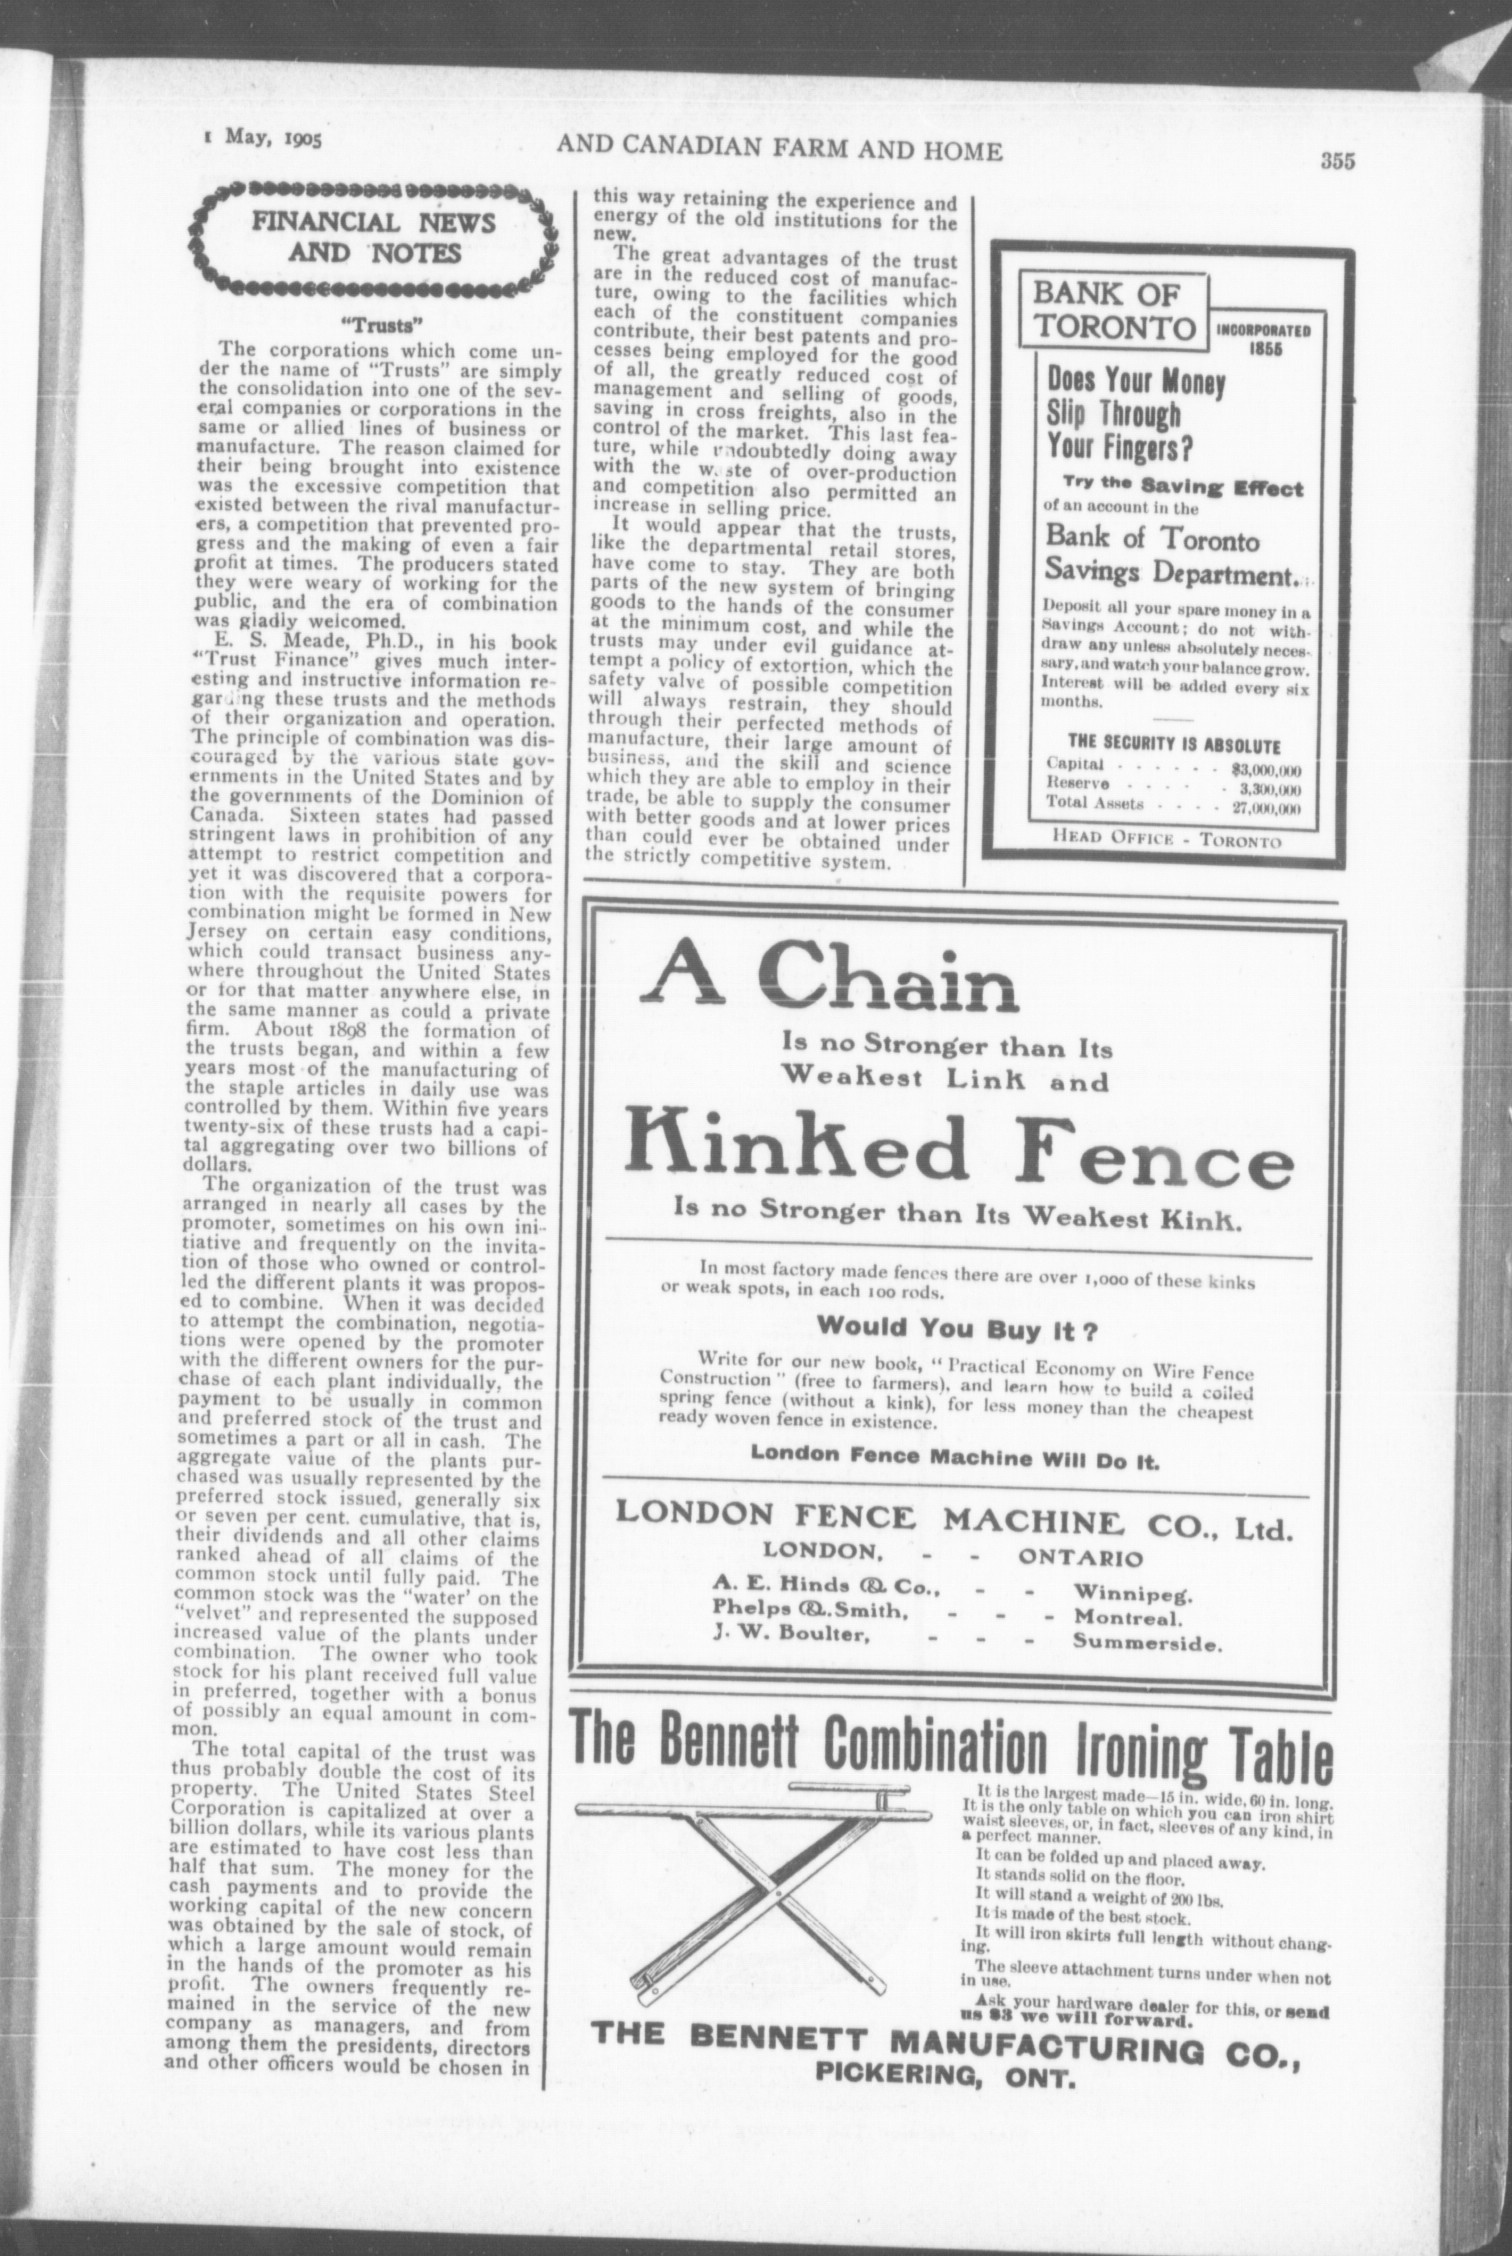 1 May, 1905
AND CANADIAN FARM AND HOME
355
FINANCIAL NEWS
AND NOTES
"Trusts"
The corporations which come un-
der the name of "Trusts" are simply
the consolidation into one of the sev-
eral companies or corporations in the
same or allied lines of business or
manufacture. The reason claimed for
their being brought into existence
was the excessive competition that
existed between the rival manufactur-
ers, a competition that prevented pro-
gress and the making of even a fair
profit at times. The producers stated
they were weary of working for the
public, and the era of combination
was gladly welcomed.
E. S. Meade, Ph.D., in his book
"Trust Finance" gives much inter-
esting and instructive information re-
garding these trusts and the methods
of their organization and operation.
The principle of combination was dis-
couraged by the various state gov-
ernments in the United States and by
the governments of the Dominion of
Canada. Sixteen states had passed
stringent laws in prohibition of any
attempt to restrict competition and
yet it was discovered that a corpora-
tion with the requisite powers for
combination might be formed in New
Jersey on certain easy conditions,
which could transact business any-
where throughout the United States
or for that matter anywhere else, in
the same manner as could a private
firm. About 1898 the formation of
the trusts began, and within a few
years most of the manufacturing of
the staple articles in daily use was
controlled by them. Within five years
twenty-six of these trusts had a capi-
tal aggregating over two billions of
dollars.
The organization of the trust was
arranged in nearly all cases by the
promoter, sometimes on his own ini-
tiative and frequently on the invita-
tion of those who owned or control-
led the different plants it was propos-
ed to combine. When it was decided
to attempt the combination, negotia-
tions were opened by the promoter
with the different owners for the pur-
chase of each plant individually, the
payment to be usually in common
and preferred stock of the trust and
sometimes a part or all in cash. The
aggregate value of the plants pur-
chased was usually represented by the
preferred stock issued, generally six
or seven per cent. cumulative, that is,
their dividends and all other claims
ranked ahead of all claims of the
common stock until fully paid. The
common stock was the "water' on the
"velvet" and represented the supposed
increased value of the plants under
combination. The owner who took
stock for his plant received full value
in preferred, together with a bonus
of possibly an equal amount in com-
mon.
The total capital of the trust was
thus probably double the cost of its
property. The United States Steel
Corporation is capitalized at over a
billion dollars, while its various plants
are estimated to have cost less than
half that sum. The money for the
cash payments and to provide the
working capital of the new concern
was obtained by the sale of stock, of
which a large amount would remain
in the hands of the promoter as his
profit. The owners frequently re-
mained in the service of the new
company as managers, and from
among them the presidents, directors
and other officers would be chosen in
this way retaining the experience and
energy of the old institutions for the
new.
The great advantages of the trust
are in the reduced cost of manufac-
ture, owing to the facilities which
each of the constituent companies
contribute, their best patents and pro-
cesses being employed for the good
of all, the greatly reduced cost of
management and selling of goods,
saving in cross freights, also in the
control of the market. This last fea-
ture, while undoubtedly doing away
with the waste of over-production
and competition also permitted an
increase in selling price.
It would appear that the trusts,
like the departmental retail stores,
have come to stay. They are both
parts of the new system of bringing
goods to the hands of the consumer
at the minimum cost, and while the
trusts may under evil guidance at-
tempt a policy of extortion, which the
safety valve of possible competition
will always restrain, they should
through their perfected methods of
manufacture, their large amount of
business, and the skill and science
which they are able to employ in their
trade, be able to supply the consumer
with better goods and at lower prices
than could ever be obtained under
the strictly competitive system.
BANK OF
TORONTO
INCORPORATED
1855
Does Your Money
Slip Through
Your Fingers?
Try the Saving Effect
of an account in the
Bank of Toronto
Savings Department.
Deposit all your spare money in a
Savings Account; do not with-
draw any unless absolutely neces-
sary, and watch your balance grow.
Interest will be added every six
months.
THE SECURITY IS ABSOLUTE
Capital - - - - - - $3,000,000
Reserve - - - - - 3,300,000
Total Assets - - - - 27,000,000
HEAD OFFICE - TORONTO
A Chain
Is no Stronger than Its
Weakest Link and
Kinked Fence
Is no Stronger than Its Weakest Kink.
In most factory made fences there are over 1,000 of these kinks
or weak spots, in each 100 rods.
Would You Buy It?
Write for our new book, "Practical Economy on Wire Fence
Construction" (free to farmers), and learn how to build a coiled
spring fence (without a kink), for less money than the cheapest
ready woven fence in existence.
London Fence Machine Will Do It.
LONDON FENCE MACHINE CO., Ltd.
LONDON, - - ONTARIO
A. E. Hinds & Co., - - Winnipeg.
Phelps &. Smith, - - - Montreal.
J. W. Boulter, - - - Summerside.
The Bennett Combination Ironing Table
It is the largest made—15 in. wide, 60 in. long.
It is the only table on which you can iron shirt
waist sleeves, or, in fact, sleeves of any kind, in
a perfect manner.
It can be folded up and placed away.
It stands solid on the floor.
It will stand a weight of 200 lbs.
It is made of the best stock.
It will iron skirts full length without chang-
ing.
The sleeve attachment turns under when not
in use.
Ask your hardware dealer for this, or send
us $3 we will forward.
THE BENNETT MANUFACTURING CO.,
PICKERING, ONT.